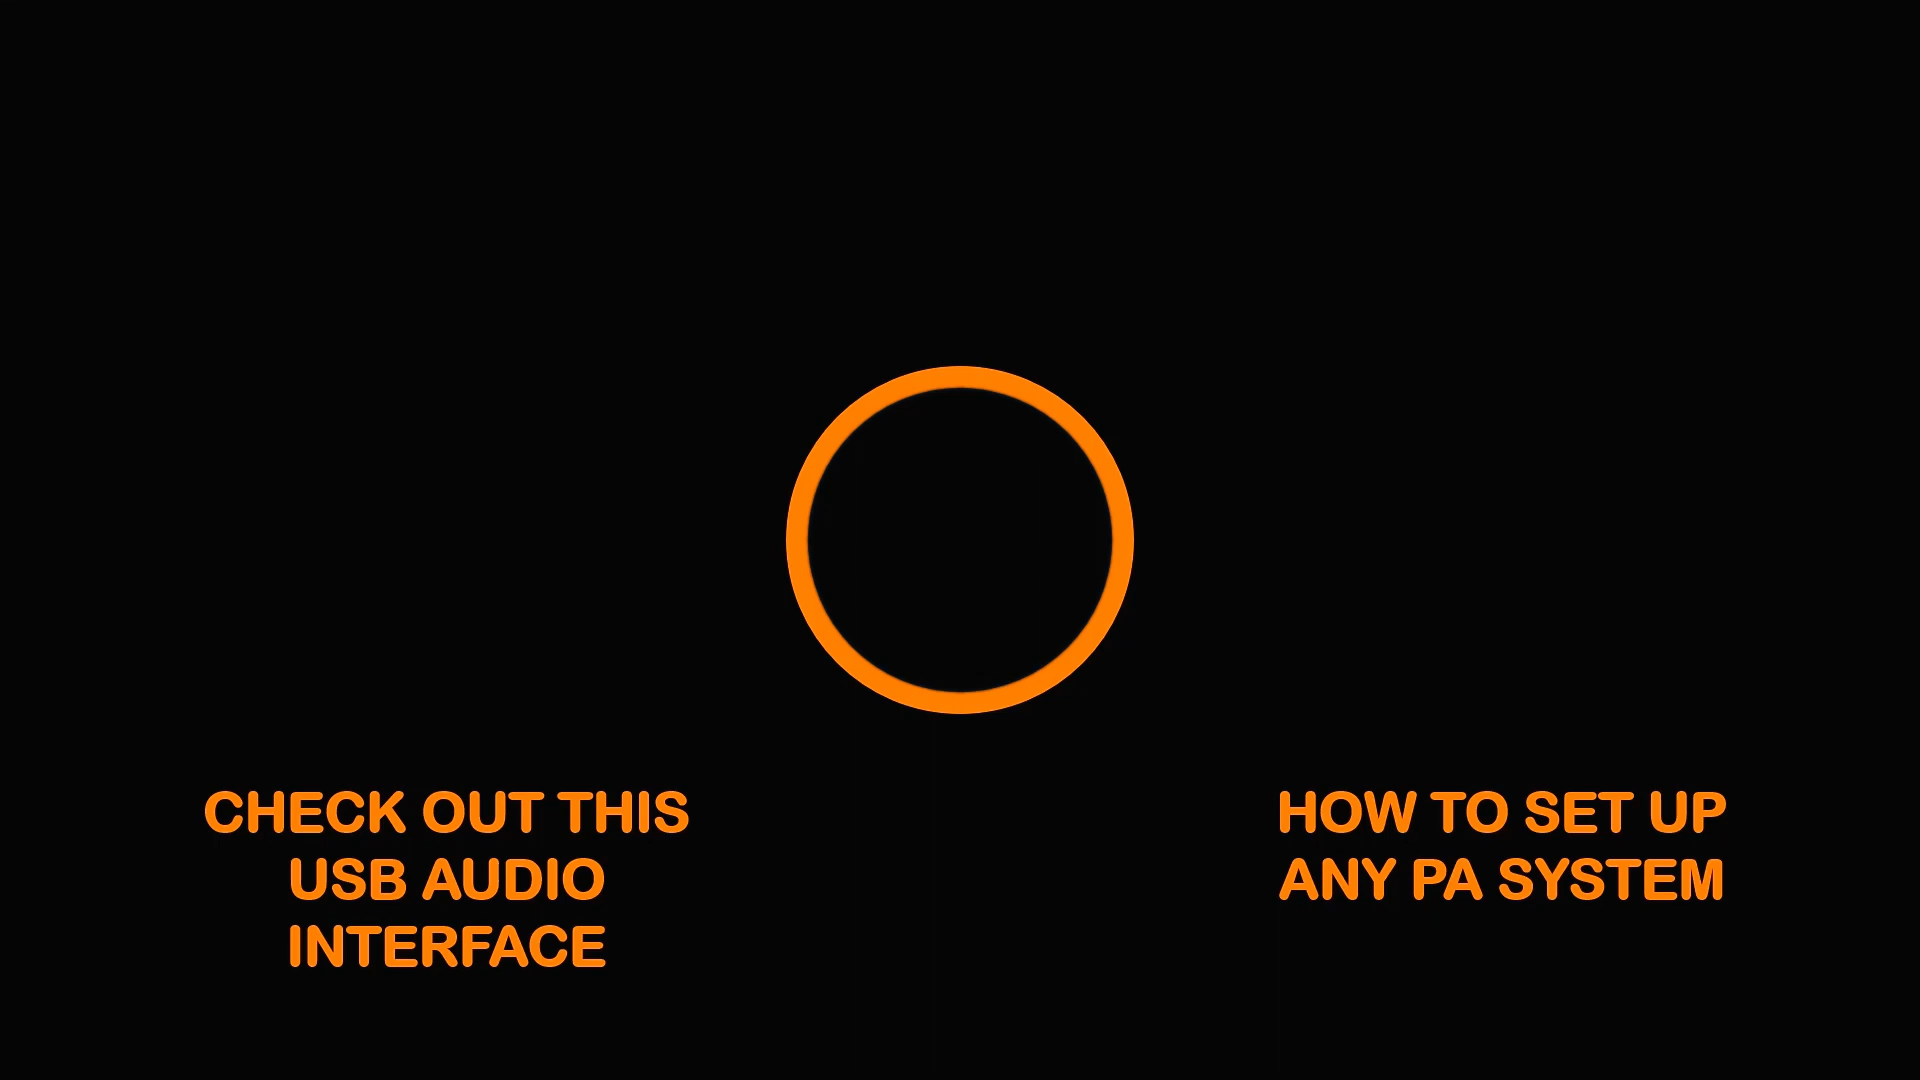 CHECK OUT THIS
USB AUDIO
INTERFACE
HOW TO SET UP
ANY PA SYSTEM